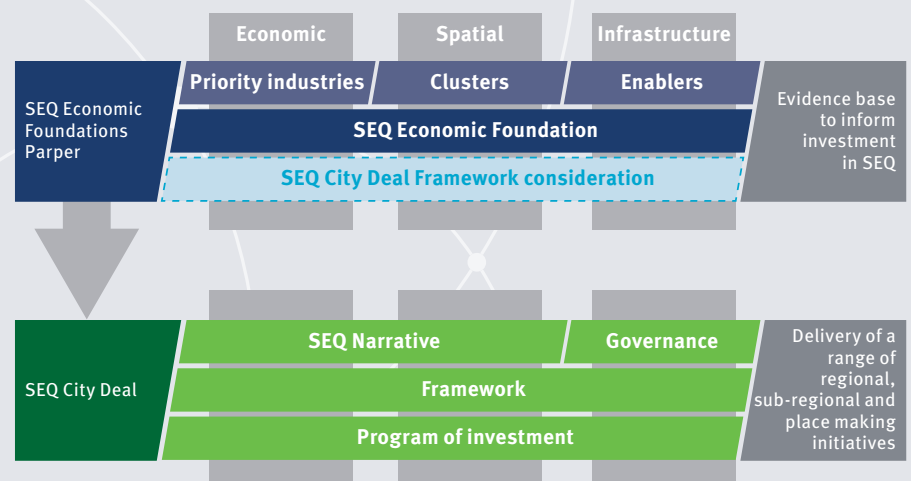 Economic
Spatial
Infrastructure
SEQ Economic
Foundations
Parper
Priority industries
Clusters
Enablers
SEQ Economic Foundation
SEQ City Deal Framework consideration
Evidence base
to inform
investment
in SEQ
SEQ City Deal
SEQ Narrative
Governance
Framework
Program of investment
Delivery of a
range of
regional,
sub-regional and
place making
initiatives